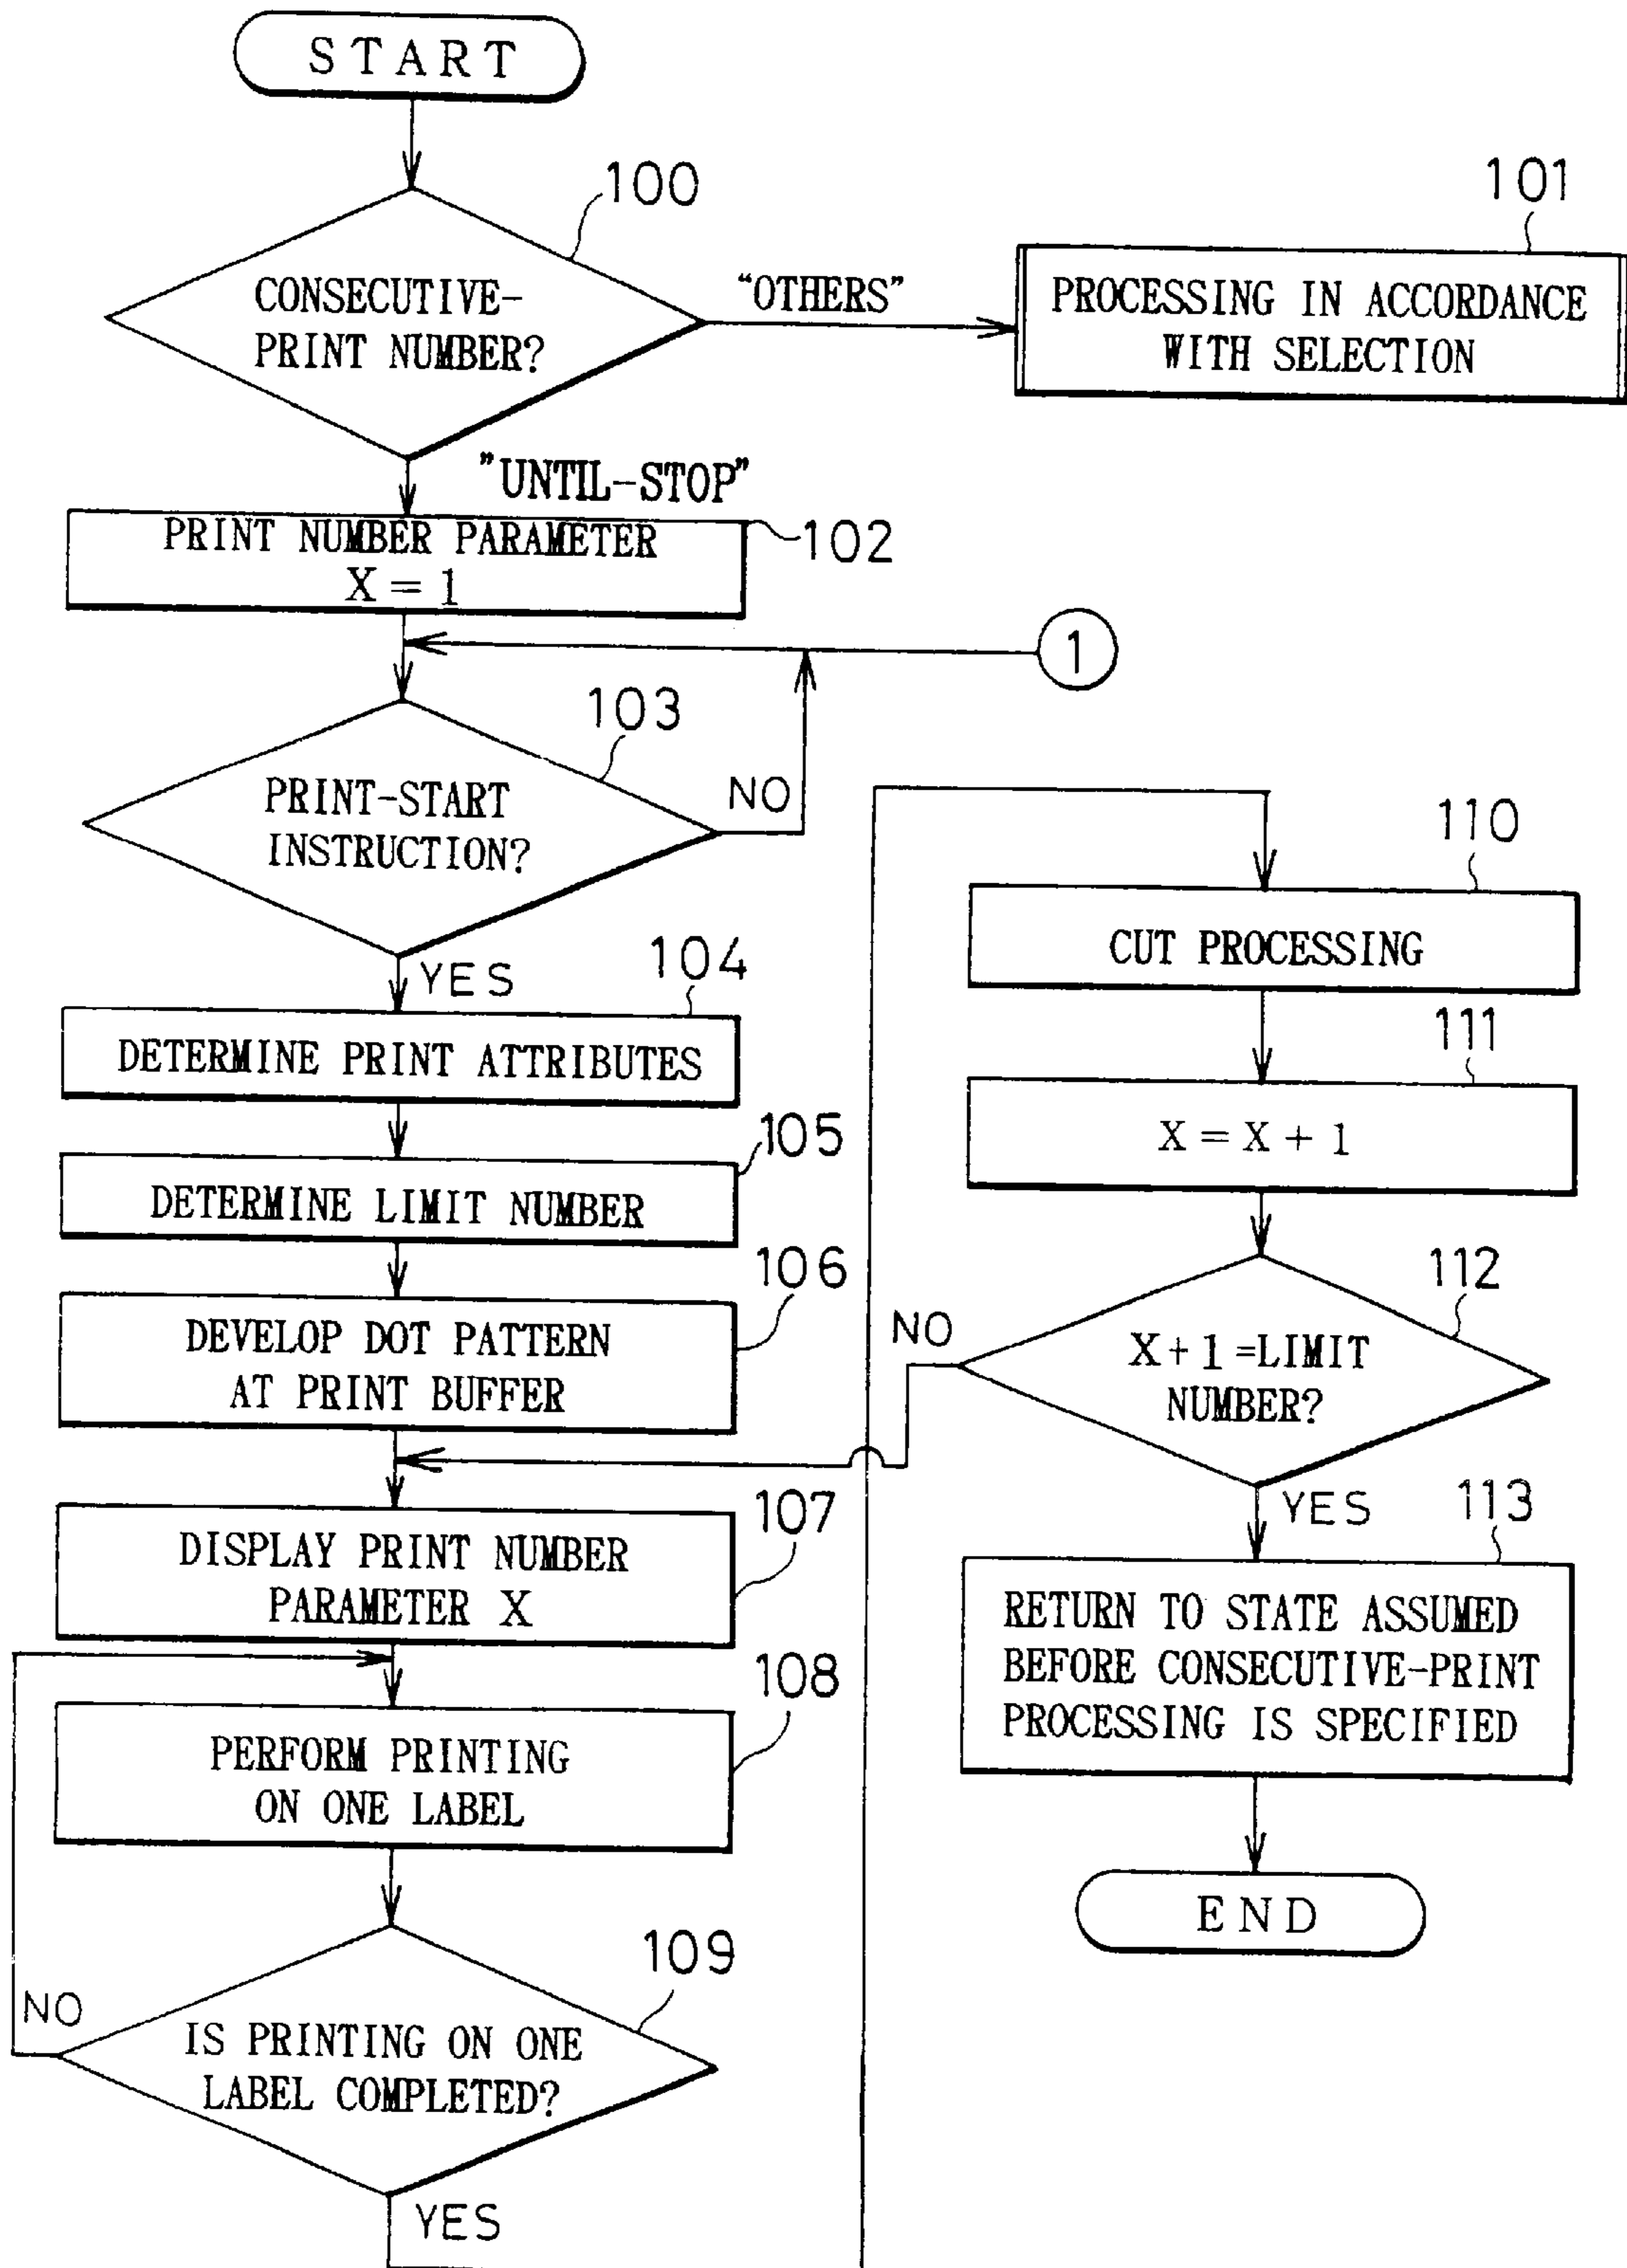 START
100
CONSECUTIVE-
PRINT NUMBER?
"OTHERS"
101
PROCESSING IN ACCORDANCE
WITH SELECTION
"UNTIL-STOP"
102
PRINT NUMBER PARAMETER
X = 1
1
103
PRINT-START
INSTRUCTION?
NO
YES
104
DETERMINE PRINT ATTRIBUTES
105
DETERMINE LIMIT NUMBER
106
DEVELOP DOT PATTERN
AT PRINT BUFFER
107
DISPLAY PRINT NUMBER
PARAMETER X
108
PERFORM PRINTING
ON ONE LABEL
109
IS PRINTING ON ONE
LABEL COMPLETED?
NO
YES
110
CUT PROCESSING
111
X = X + 1
112
X + 1 = LIMIT
NUMBER?
NO
YES
113
RETURN TO STATE ASSUMED
BEFORE CONSECUTIVE-PRINT
PROCESSING IS SPECIFIED
END